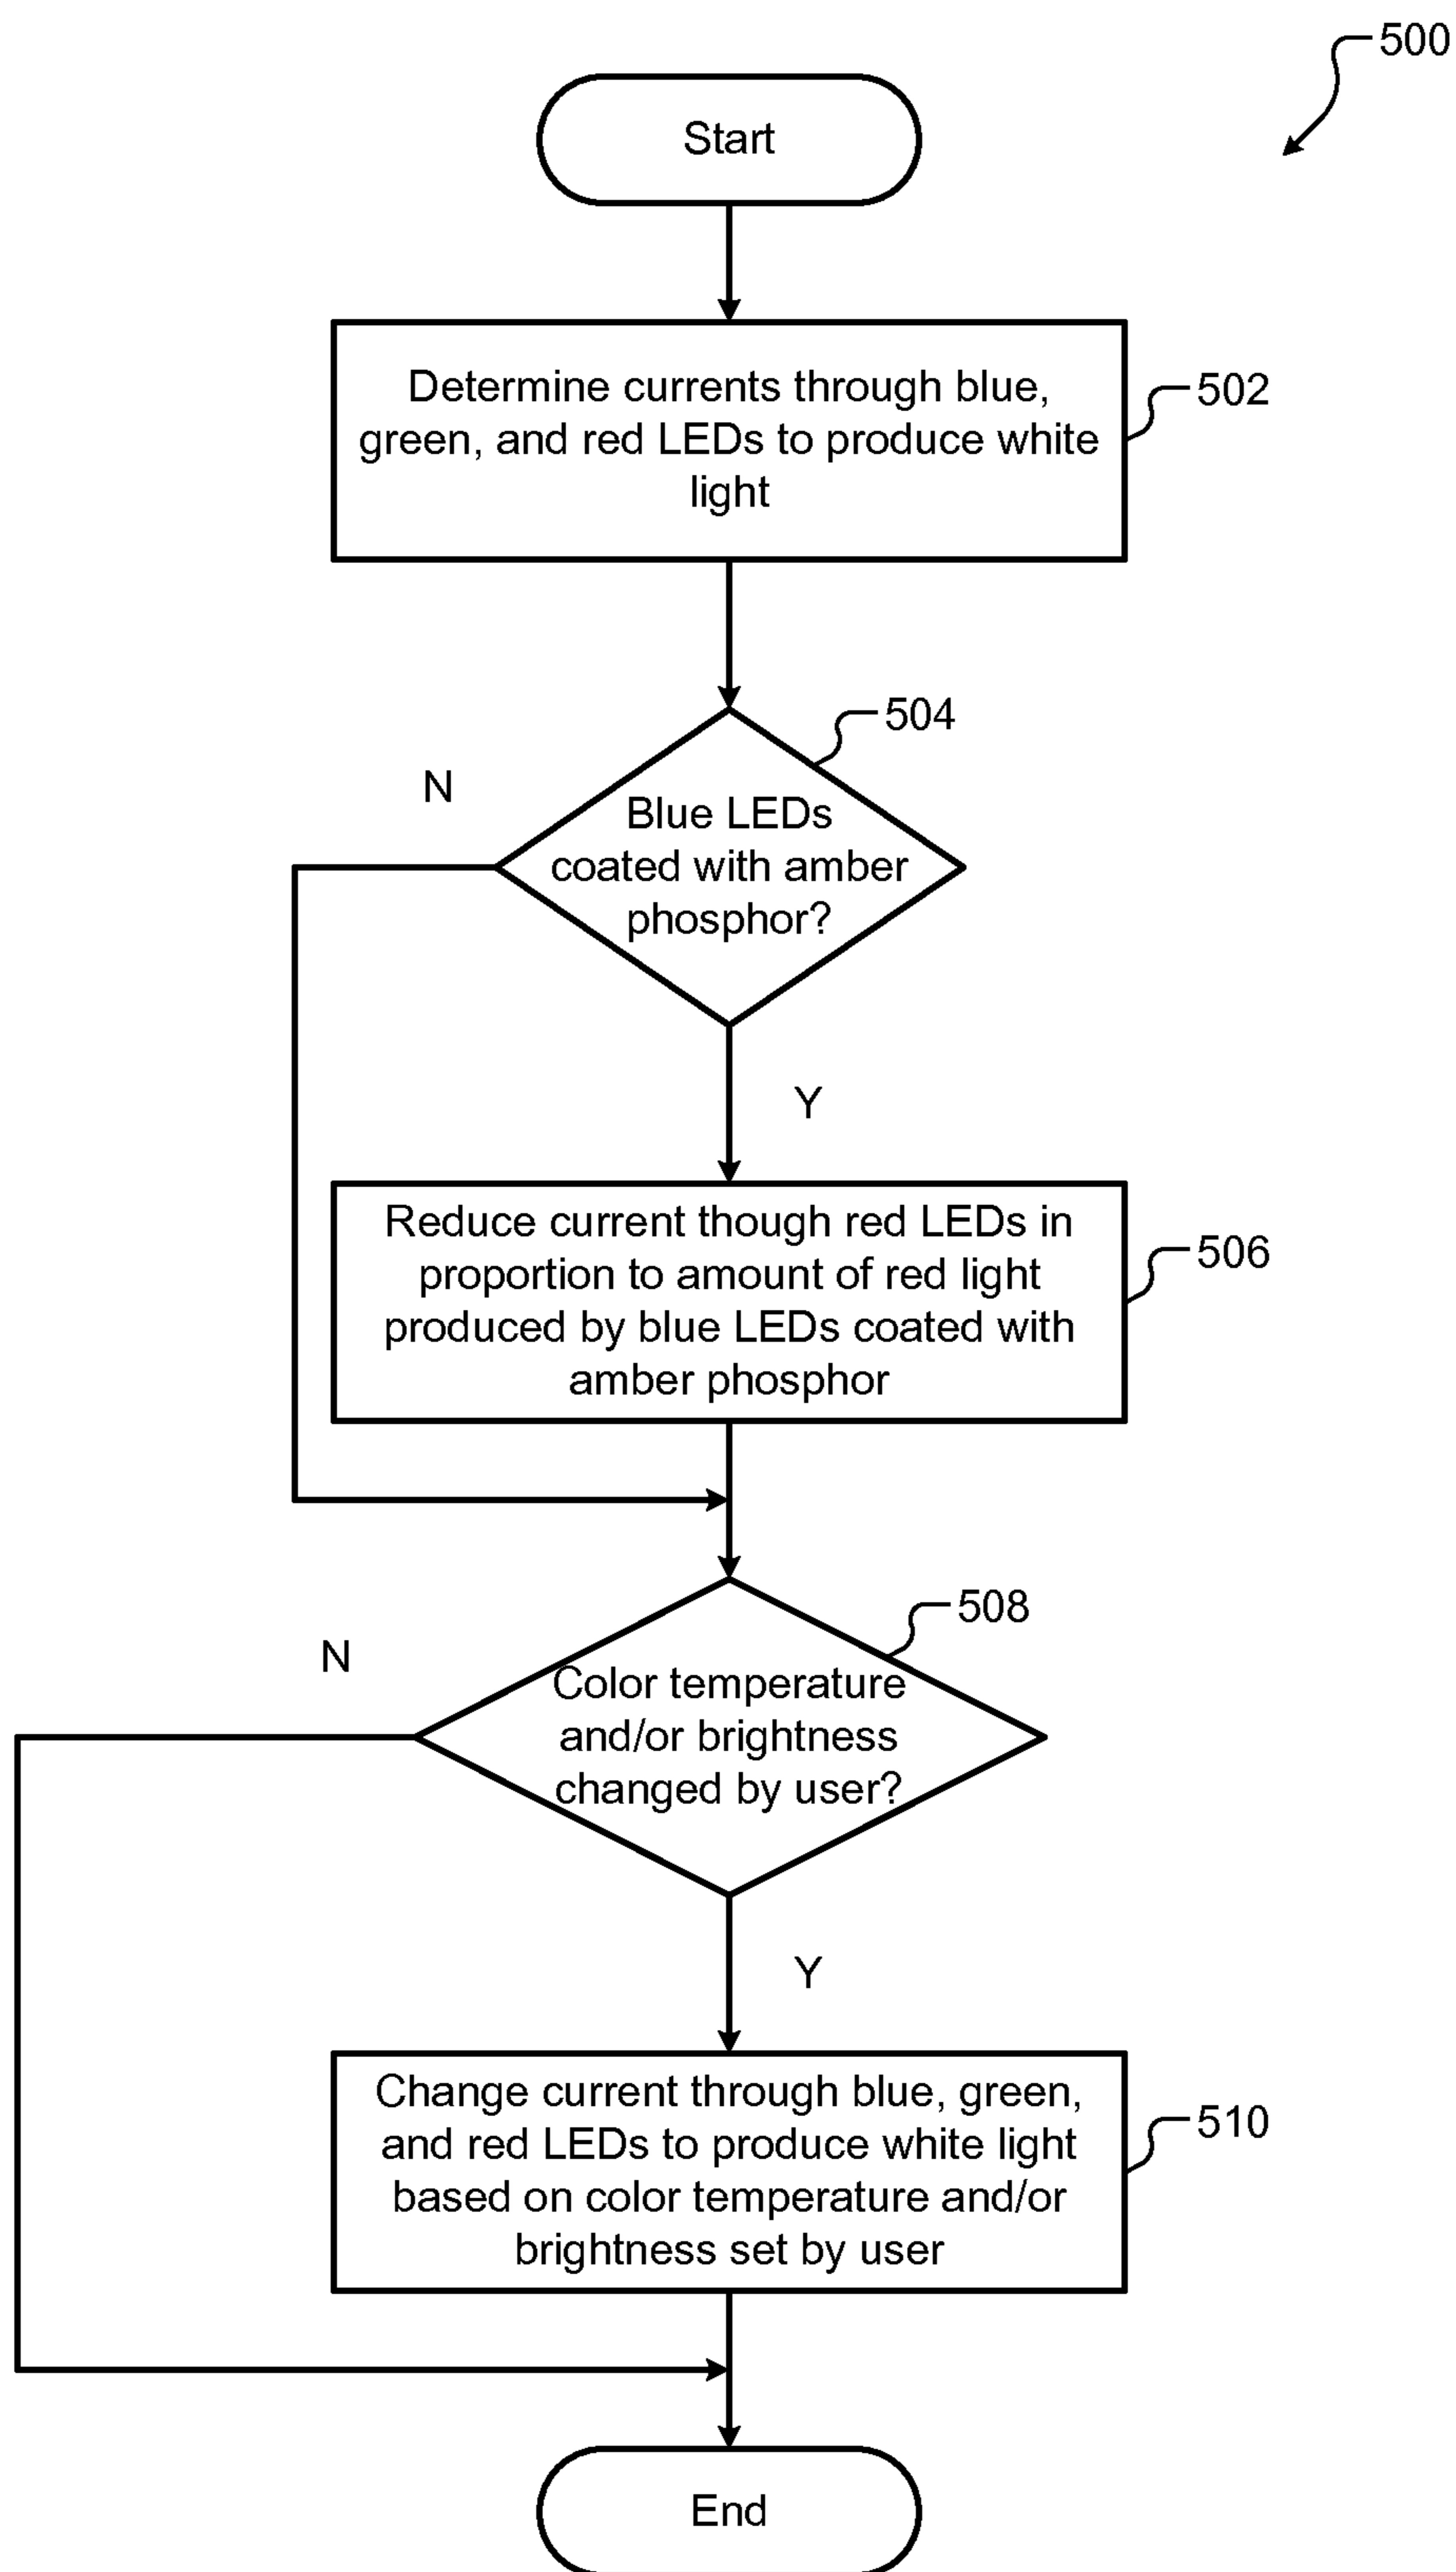 500
Start
Determine currents through blue,
green, and red LEDs to produce white
light
502
504
N
Blue LEDs
coated with amber
phosphor?
Y
Reduce current though red LEDs in
proportion to amount of red light
produced by blue LEDs coated with
amber phosphor
506
508
N
Color temperature
and/or brightness
changed by user?
Y
Change current through blue, green,
and red LEDs to produce white light
based on color temperature and/or
brightness set by user
510
End